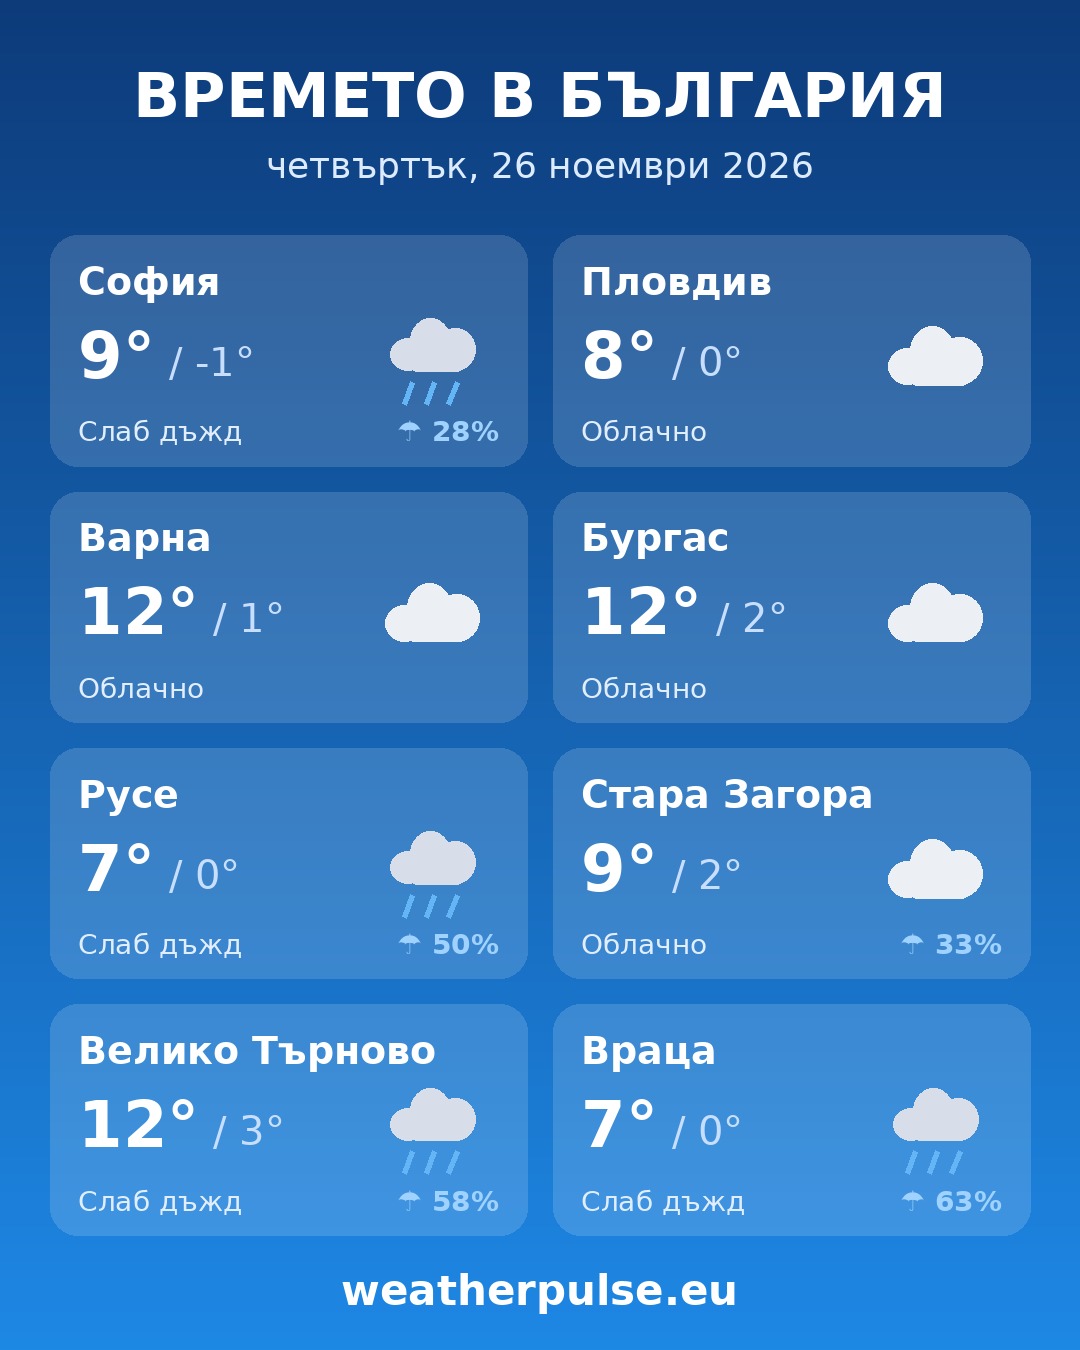 ВРЕМЕТО В БЪЛГАРИЯ
четвъртък, 26 ноември 2026
София
9° / -1°
Слаб дъжд ☂ 28%
Пловдив
8° / 0°
Облачно
Варна
12° / 1°
Облачно
Бургас
12° / 2°
Облачно
Русе
7° / 0°
Слаб дъжд ☂ 50%
Стара Загора
9° / 2°
Облачно ☂ 33%
Велико Търново
12° / 3°
Слаб дъжд ☂ 58%
Враца
7° / 0°
Слаб дъжд ☂ 63%
weatherpulse.eu